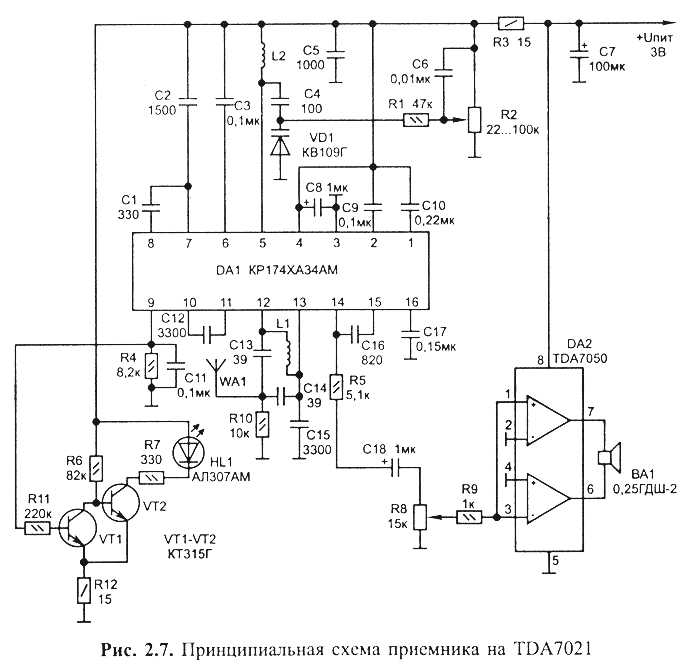 R3 15
+Uпит
3В
C7
100мк
L2
C5
1000
C6
0,01мк
C2
1500
C3
0,1мк
C4
100
R1 47к
R2
22...100к
VD1
КВ109Г
C1
330
C8 1мк
C9
0,1мк
C10
0,22мк
8 7 6 5 4 3 2 1
DA1 КР174ХА34АМ
9 10 11 12 13 14 15 16
C12
3300
C13
39
L1
C16
820
C17
0,15мк
R4
8,2к
C11
0,1мк
WA1
C14
39
R5
5,1к
R10
10к
C15
3300
DA2
TDA7050
8
1
2
4
3
7
6
5
BA1
0,25ГДШ-2
R6
82к
R7
330
HL1
АЛ307АМ
C18 1мк
R8
15к
R9
1к
R11
220к
VT1
VT2
VT1-VT2
КТ315Г
R12
15
Рис. 2.7. Принципиальная схема приемника на TDA7021